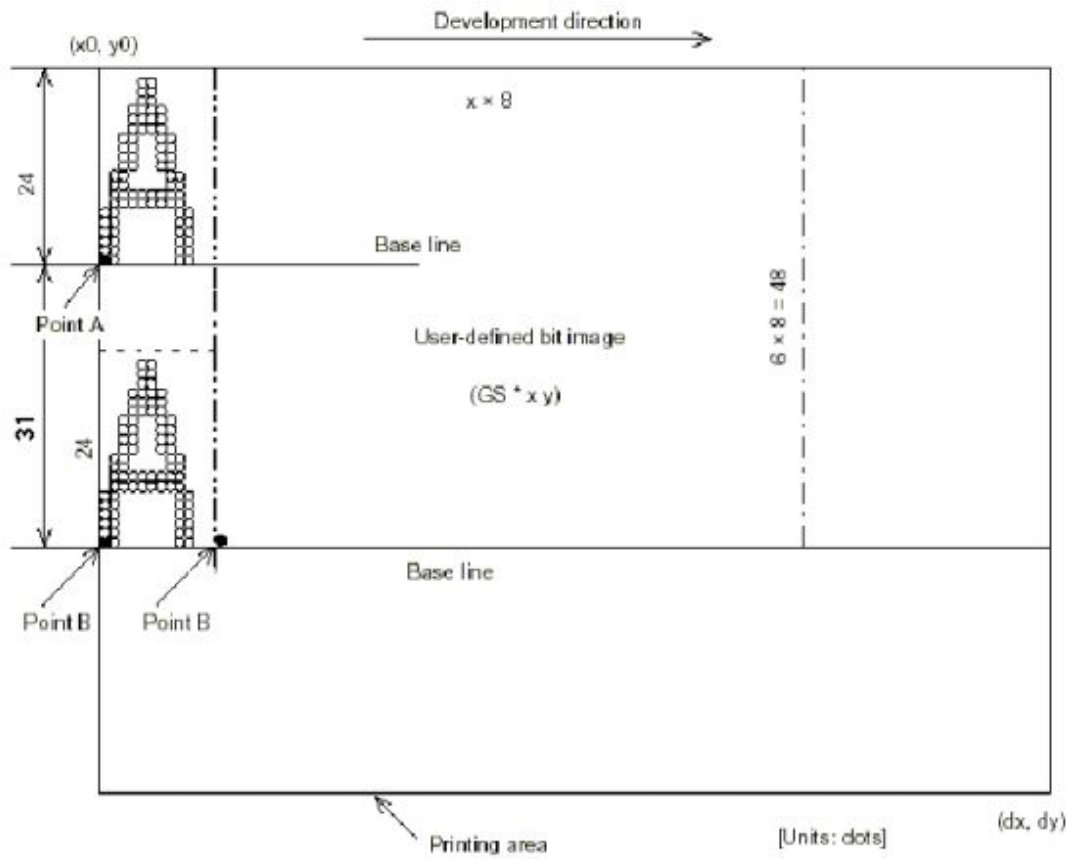 Development direction
(x0, y0)
x × 8
24
Base line
Point A
6 × 8 = 48
User-defined bit image
(GS * x y)
31
24
Base line
Point B
Point B
Printing area
[Units: dots]
(dx, dy)